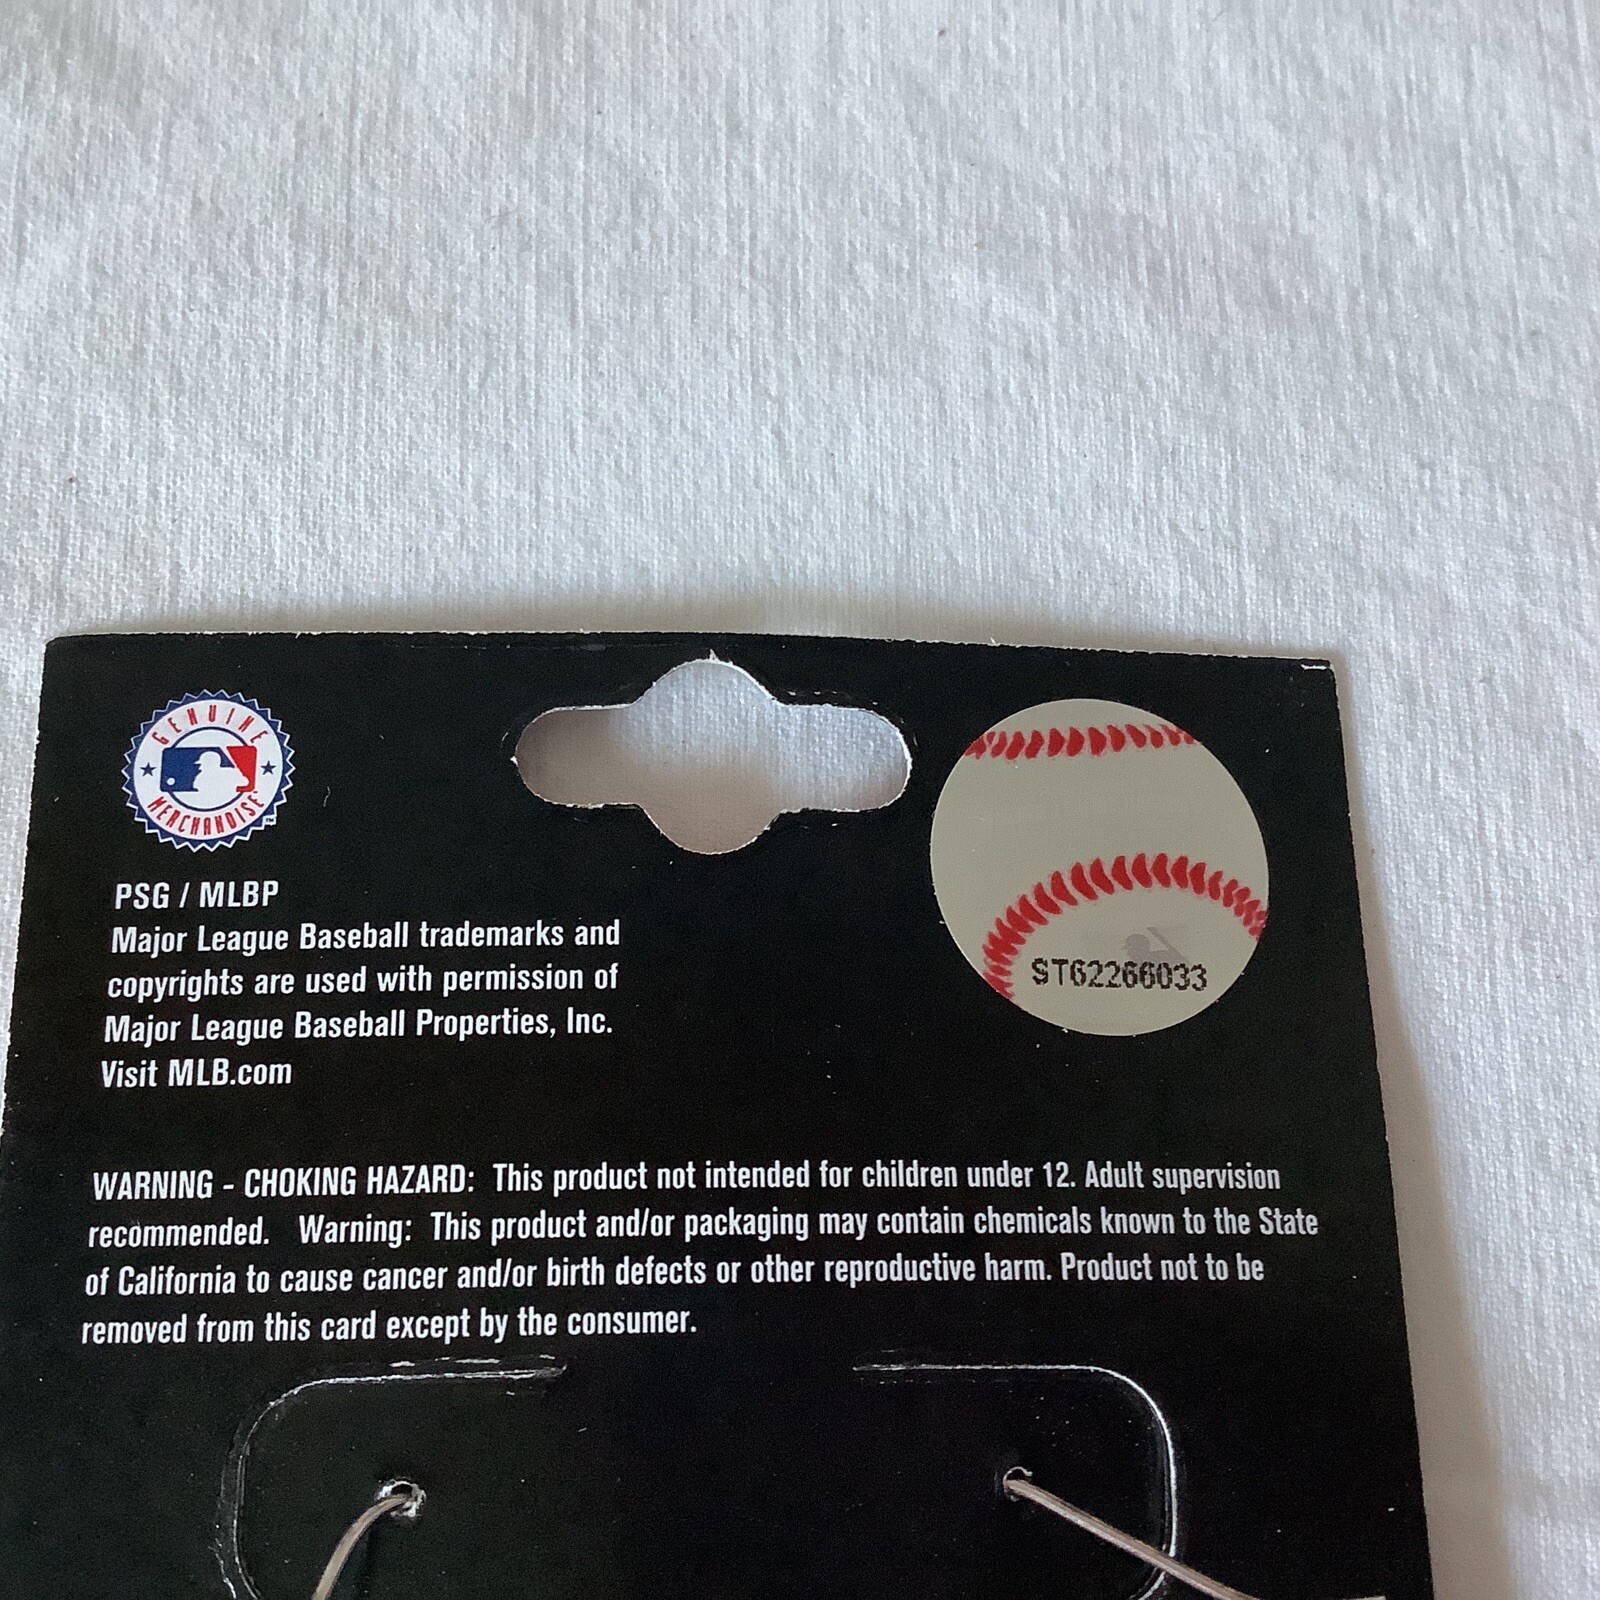 GENUINE
MERCHANDISE™
PSG / MLBP
Major League Baseball trademarks and
copyrights are used with permission of
Major League Baseball Properties, Inc.
Visit MLB.com
ST62266033
WARNING - CHOKING HAZARD: This product not intended for children under 12. Adult supervision
recommended. Warning: This product and/or packaging may contain chemicals known to the State
of California to cause cancer and/or birth defects or other reproductive harm. Product not to be
removed from this card except by the consumer.